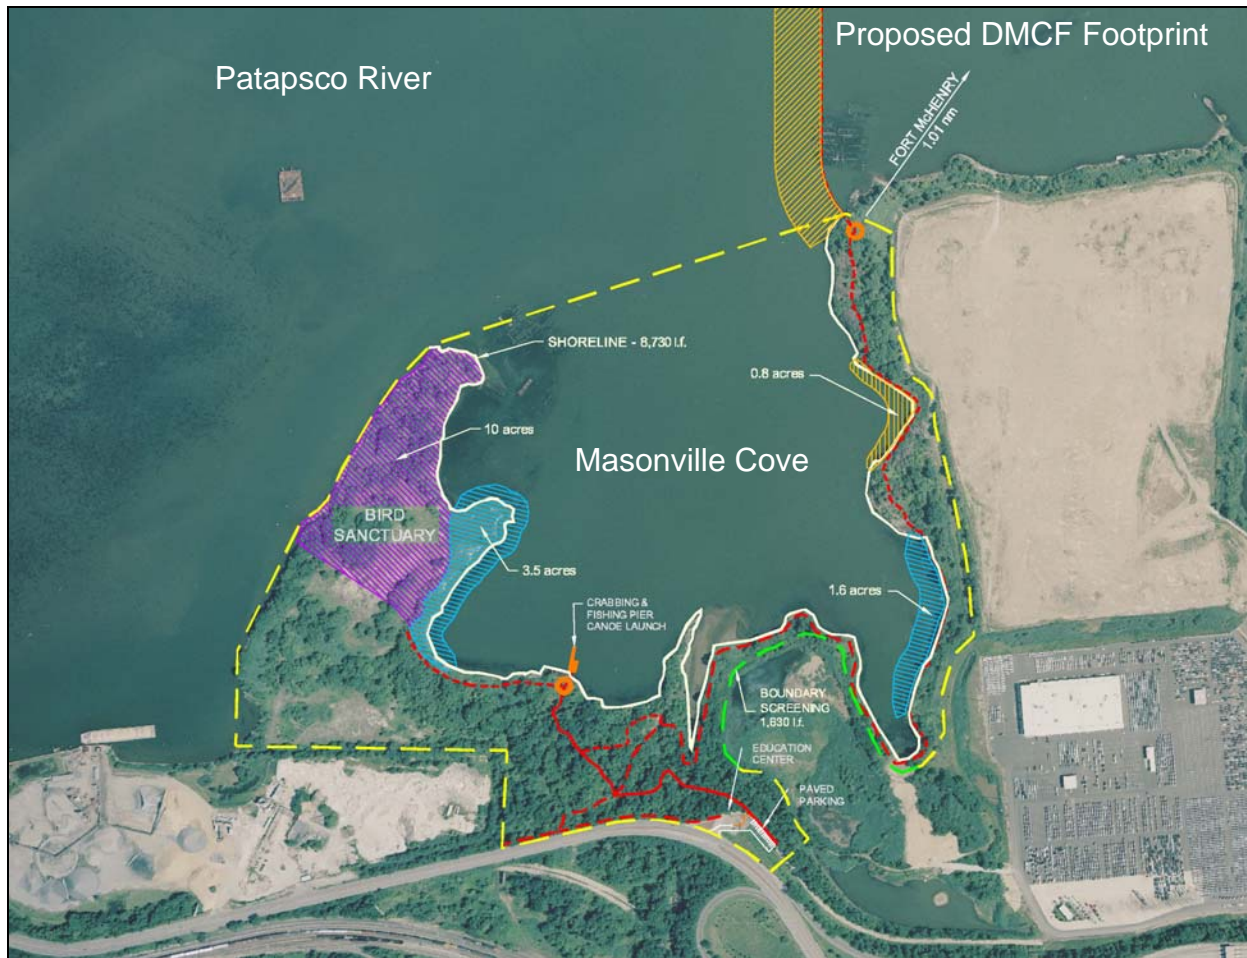 Proposed DMCF Footprint
Patapsco River
FORT McHENRY
1.01 nm
SHORELINE - 8,730 l.f.
0.8 acres
10 acres
Masonville Cove
BIRD
SANCTUARY
3.5 acres
1.6 acres
CRABBING &
FISHING PIER
CANOE LAUNCH
BOUNDARY
SCREENING
1,630 l.f.
EDUCATION
CENTER
PAVED
PARKING